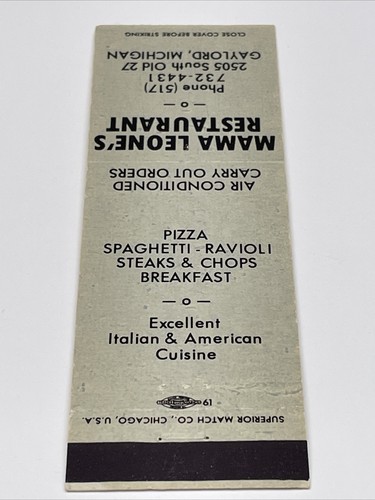 CLOSE COVER BEFORE STRIKING
MAMA LEONE'S
RESTAURANT
— o —
Phone (517)
732-4431
2505 South Old 27
GAYLORD, MICHIGAN
AIR CONDITIONED
CARRY OUT ORDERS
PIZZA
SPAGHETTI - RAVIOLI
STEAKS & CHOPS
BREAKFAST
— o —
Excellent
Italian & American
Cuisine
SUPERIOR MATCH CO., CHICAGO, U.S.A.
19